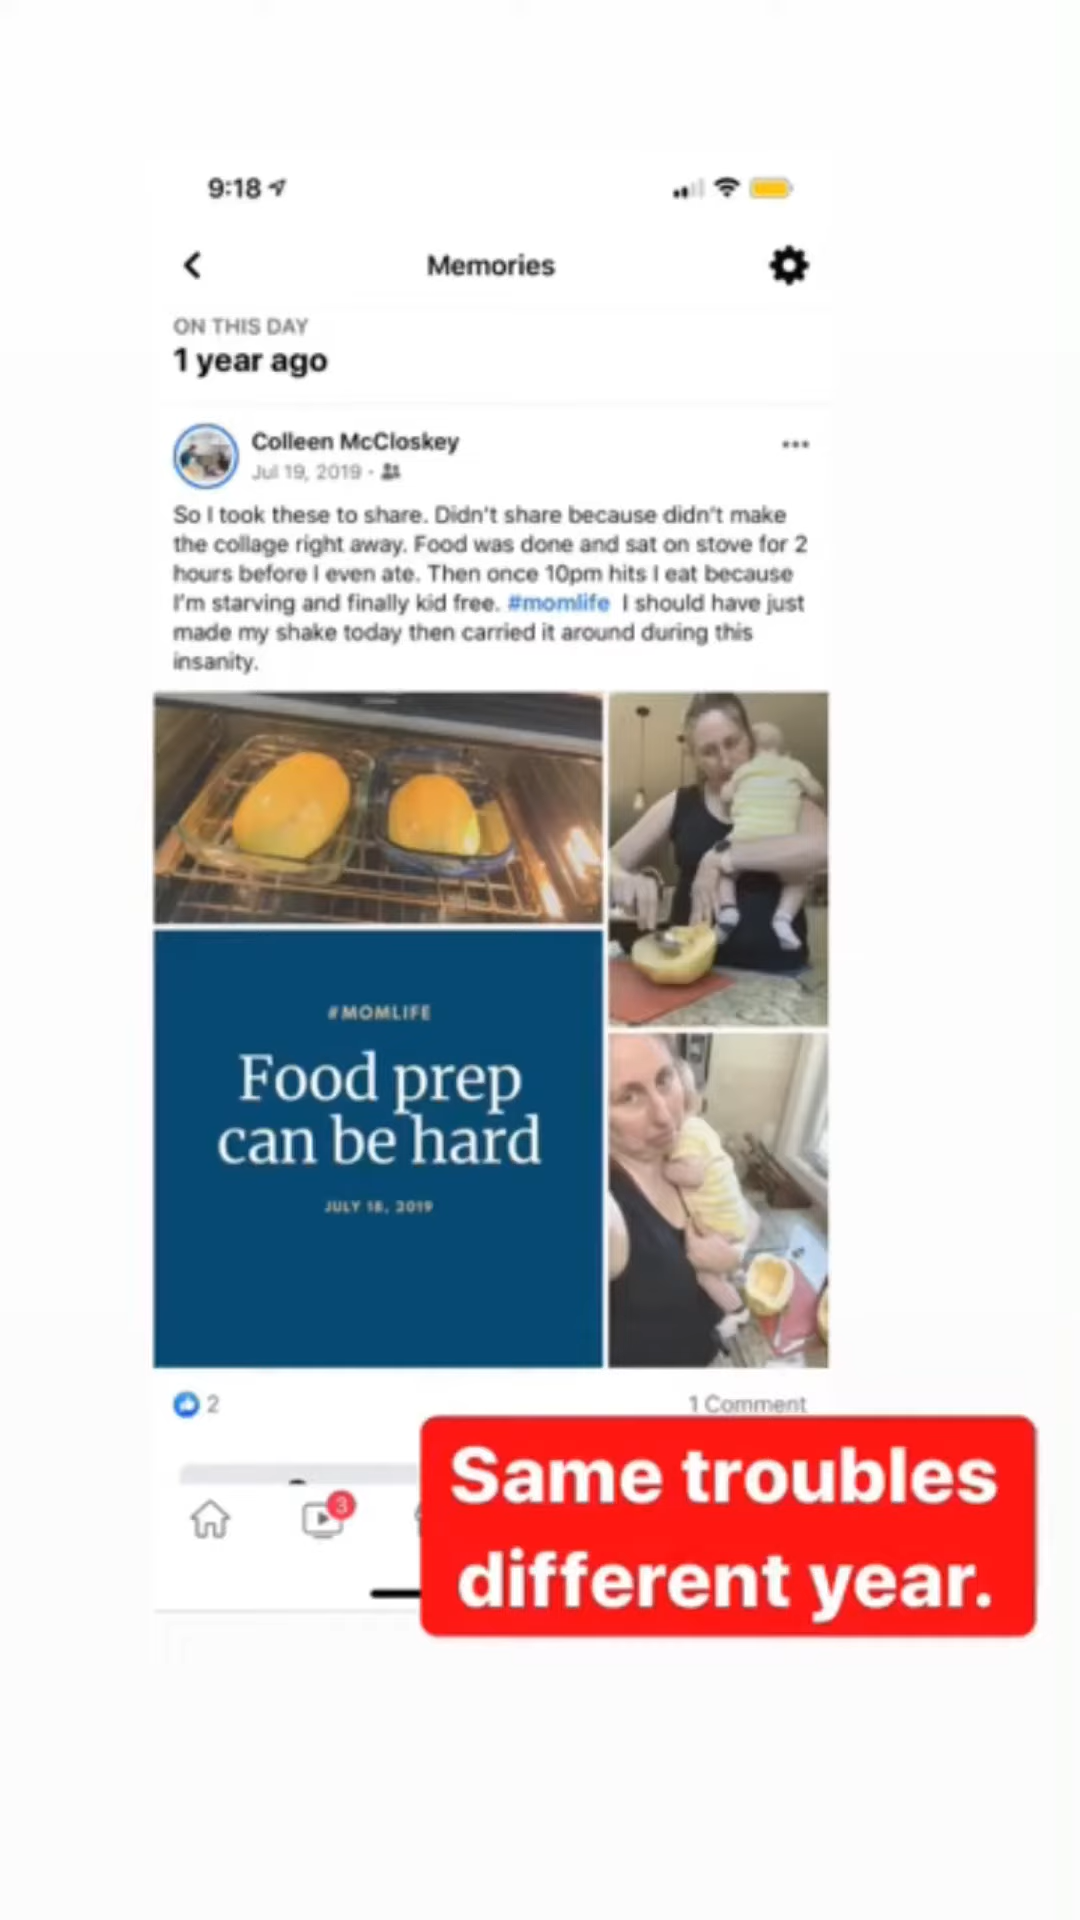 9:18
Memories
ON THIS DAY
1 year ago
Colleen McCloskey
Jul 19, 2019
So I took these to share. Didn't share because didn't make
the collage right away. Food was done and sat on stove for 2
hours before I even ate. Then once 10pm hits I eat because
I'm starving and finally kid free. #momlife I should have just
made my shake today then carried it around during this
insanity.
#MOMLIFE
Food prep
can be hard
JULY 18, 2019
2
1 Comment
3
Same troubles
different year.